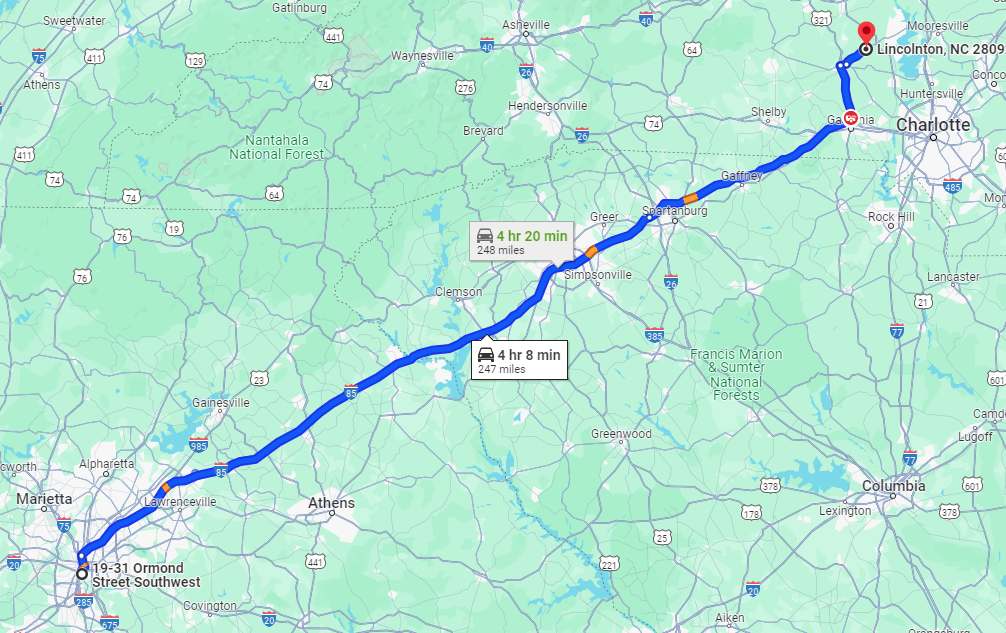 Sweetwater
Gatlinburg
Asheville
40
321
Mooresville
411
441
40
64
Lincolnton, NC 2809
75
129
Waynesville
26
Athens
74
276
Hendersonville
Huntersville
Shelby
Charlotte
Brevard
26
74
Nantahala
National Forest
411
74
64
Gaffney
485
74
Greer
Spartanburg
Rock Hill
76
19
4 hr 20 min
248 miles
Simpsonville
76
Clemson
26
Lancaster
21
385
77
4 hr 8 min
247 miles
Francis Marion
& Sumter
National
Forests
23
85
601
Gainesville
Greenwood
985
Lugoff
Alpharetta
85
77
Marietta
Lawrenceville
Athens
378
Columbia
601
75
178
Lexington
378
25
20
19-31 Ormond
Street Southwest
441
221
285
Covington
20
20
675
Aiken